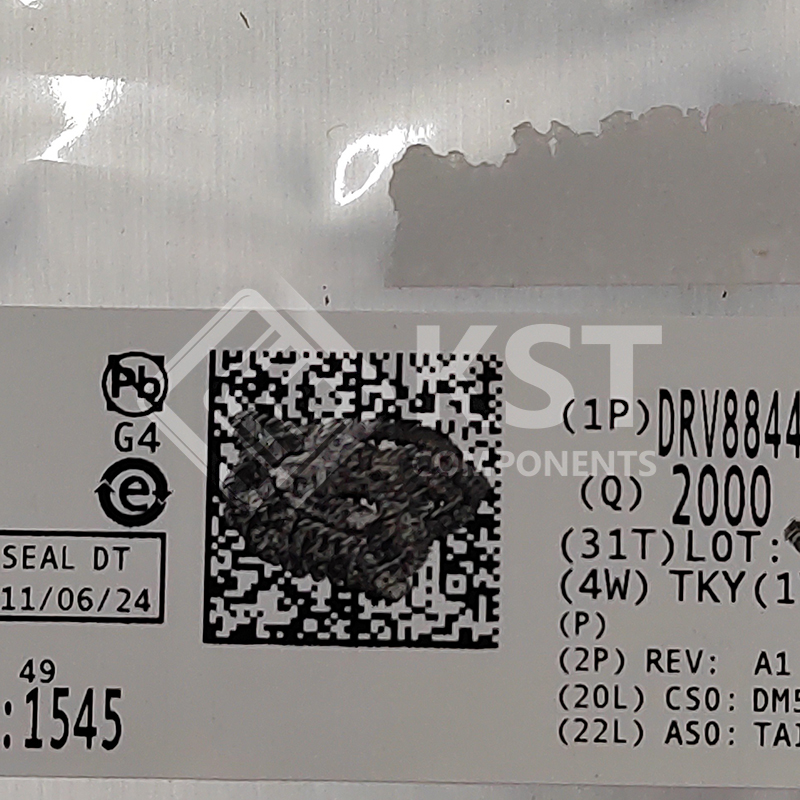 KST
COMPONENTS
Pb
G4
e
SEAL DT
11/06/24
49
:1545
(1P) DRV8844
(Q) 2000
(31T)LOT:
(4W) TKY(1
(P)
(2P) REV: A1
(20L) CSO: DM5
(22L) ASO: TAI